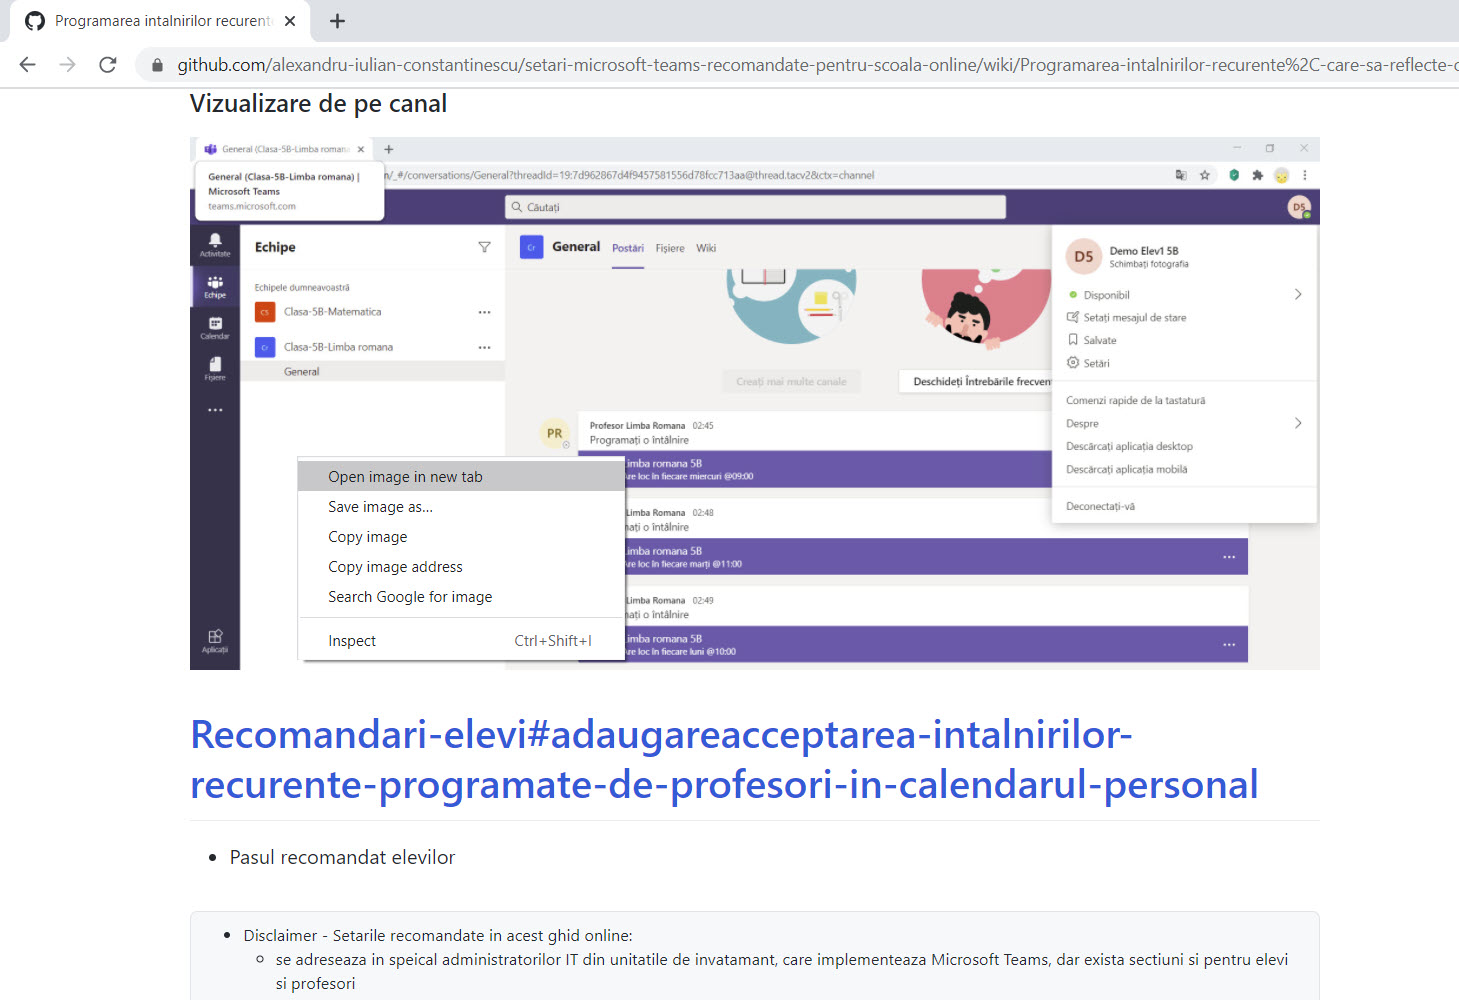 Programarea intalnirilor recurent
github.com/alexandru-iulian-constantinescu/setari-microsoft-teams-recomandate-pentru-scoala-online/wiki/Programarea-intalnirilor-recurente%2C-care-sa-reflecte-
Vizualizare de pe canal
General (Clasa-5B-Limba romana
General (Clasa-5B-Limba romana) |
Microsoft Teams
teams.microsoft.com
/_#/conversations/General?threadId=19:7d962867d4f9457581556d78fcc713aa@thread.tacv2&ctx=channel
Căutați
D5
Activitate
Echipe
Calendar
Fișiere
Aplicații
Echipe
Echipele dumneavoastră
CS Clasa-5B-Matematica
Cr Clasa-5B-Limba romana
General
Cr General Postări Fișiere Wiki
Creați mai multe canale
Deschideți Întrebările frecven
PR
Profesor Limba Romana 02:45
Programați o întâlnire
imba romana 5B
re loc în fiecare miercuri @09:00
Limba Romana 02:48
ați o întâlnire
imba romana 5B
Are loc în fiecare marți @11:00
Limba Romana 02:49
ați o întâlnire
imba romana 5B
re loc în fiecare luni @10:00
D5 Demo Elev1 5B
Schimbați fotografia
Disponibil
Setați mesajul de stare
Salvate
Setări
Comenzi rapide de la tastatură
Despre
Descărcați aplicația desktop
Descărcați aplicația mobilă
Deconectați-vă
Open image in new tab
Save image as...
Copy image
Copy image address
Search Google for image
Inspect Ctrl+Shift+I
Recomandari-elevi#adaugareacceptarea-intalnirilor-
recurente-programate-de-profesori-in-calendarul-personal
Pasul recomandat elevilor
Disclaimer - Setarile recomandate in acest ghid online:
se adreseaza in speical administratorilor IT din unitatile de invatamant, care implementeaza Microsoft Teams, dar exista sectiuni si pentru elevi
si profesori